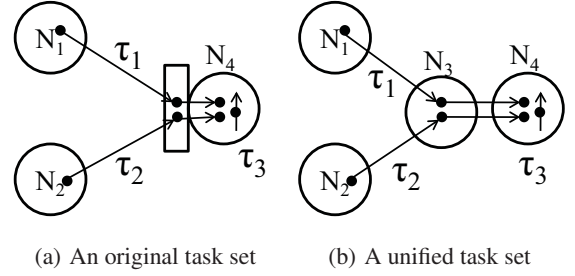 N1 τ1 N4
N2 τ2 τ3
N1 τ1 N3 N4
N2 τ2 τ3
(a) An original task set
(b) A unified task set